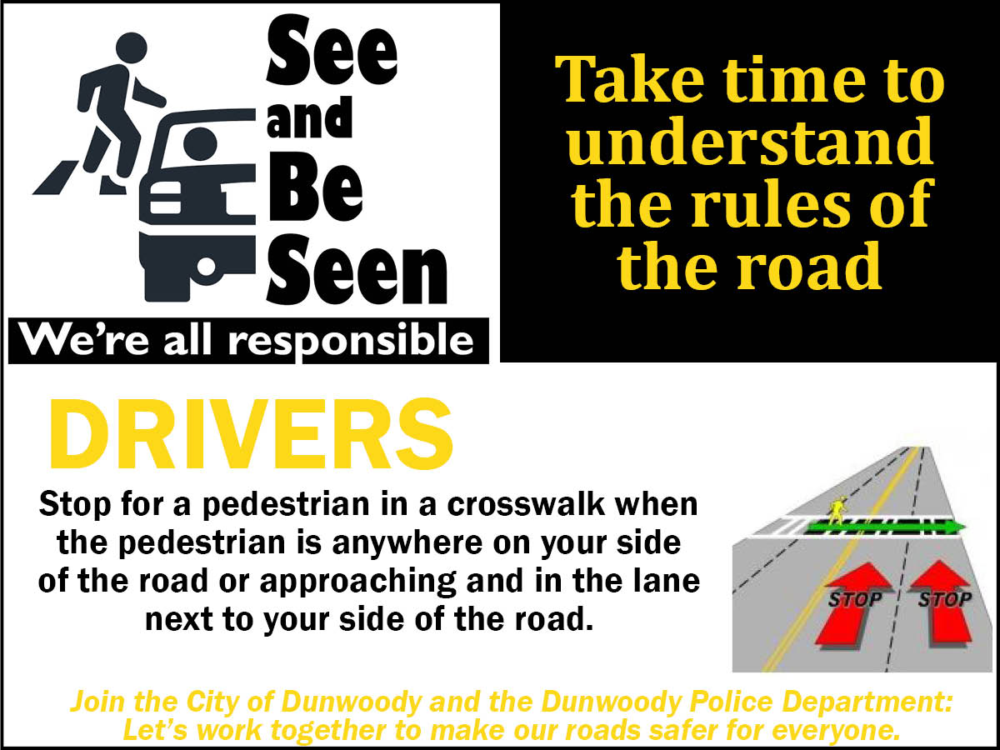 See
and
Be
Seen
We're all responsible
Take time to
understand
the rules of
the road
DRIVERS
Stop for a pedestrian in a crosswalk when
the pedestrian is anywhere on your side
of the road or approaching and in the lane
next to your side of the road.
STOP STOP
Join the City of Dunwoody and the Dunwoody Police Department:
Let's work together to make our roads safer for everyone.